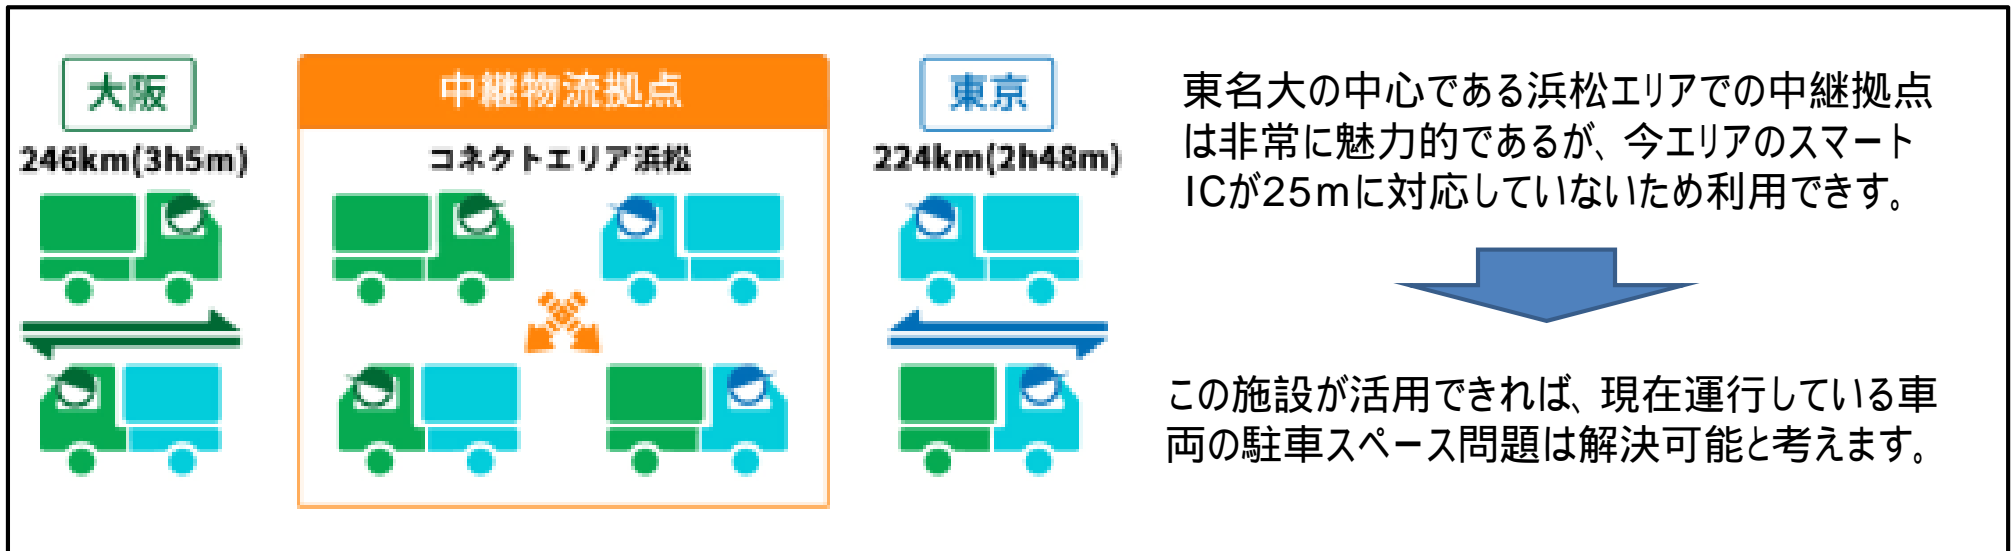 大阪
246km(3h5m)
中継物流拠点
コネクトエリア浜松
東京
224km(2h48m)
東名大の中心である浜松エリアでの中継拠点
は非常に魅力的であるが、今エリアのスマート
ICが25mに対応していないため利用できす。
この施設が活用できれば、現在運行している車
両の駐車スペース問題は解決可能と考えます。